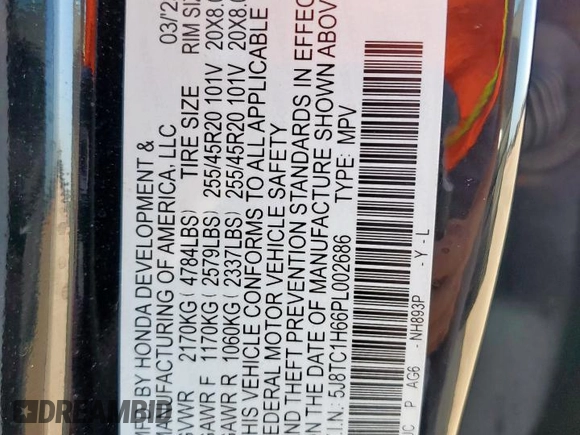 BY HONDA DEVELOPMENT &
MANUFACTURING OF AMERICA, LLC 03/'2
GVWR 2170KG (4784LBS) TIRE SIZE RIM SIZ
GAWR F 1170KG (2579LBS) 255/45R20 101V 20X8.0
GAWR R 1060KG (2337LBS) 255/45R20 101V 20X8.0
THIS VEHICLE CONFORMS TO ALL APPLICABLE
FEDERAL MOTOR VEHICLE SAFETY
AND THEFT PREVENTION STANDARDS IN EFFEC
ON THE DATE OF MANUFACTURE SHOWN ABOV
V.I.N.: 5J8TC1H66PL002686 TYPE: MPV
P AG6 -NH893P -Y-L
DREAMBID